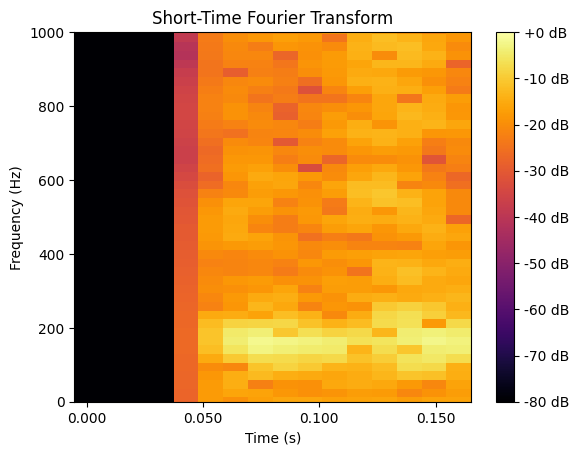 Short-Time Fourier Transform
1000
800
600
400
200
0
Frequency (Hz)
0.000
0.050
0.100
0.150
Time (s)
+0 dB
-10 dB
-20 dB
-30 dB
-40 dB
-50 dB
-60 dB
-70 dB
-80 dB